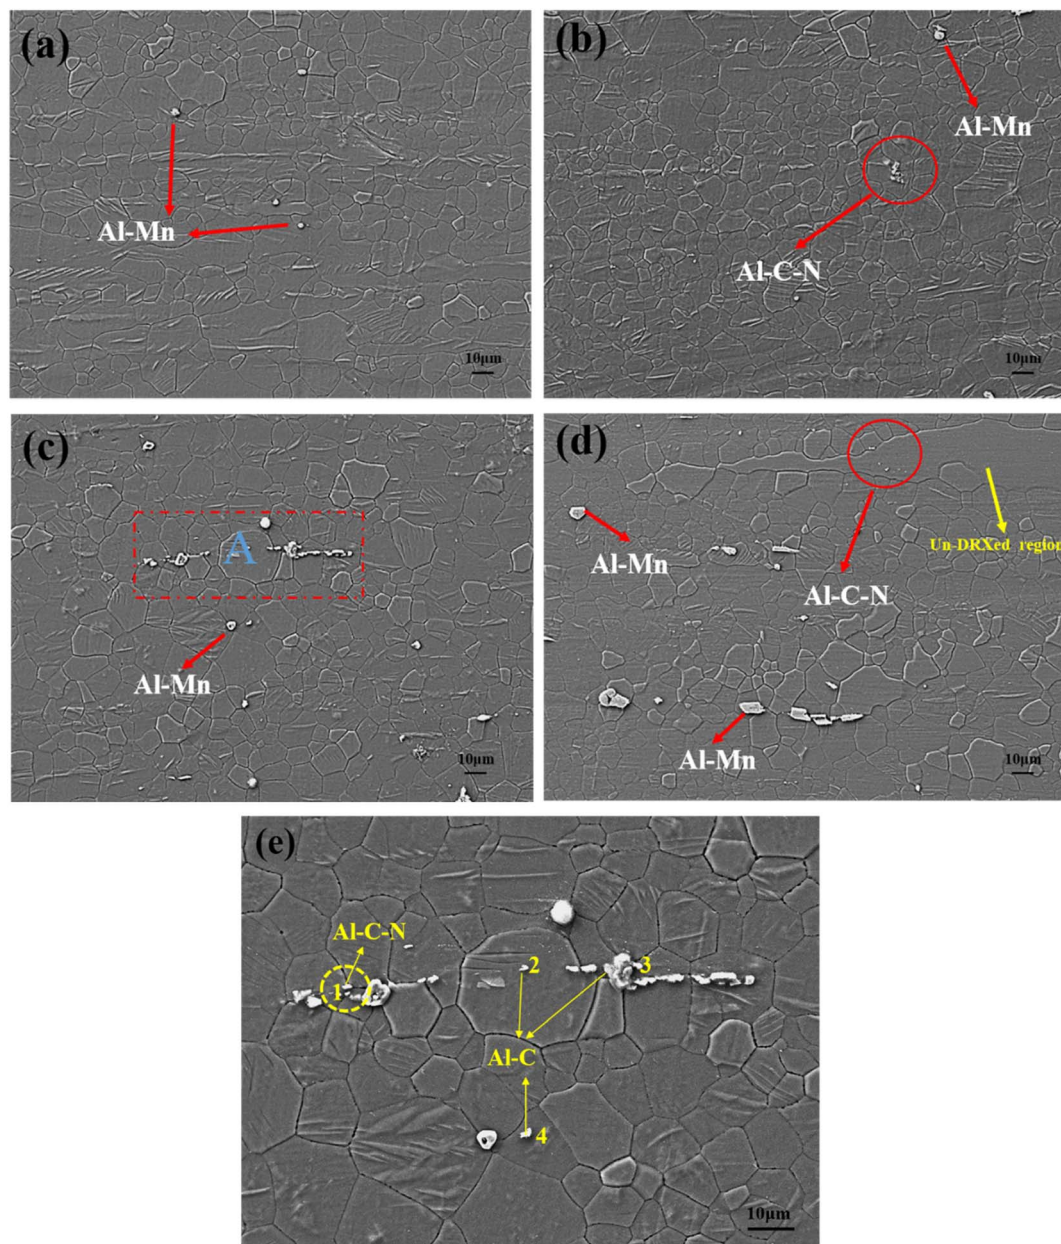 (a)
Al-Mn
10μm
(b)
Al-Mn
Al-C-N
10μm
(c)
A
Al-Mn
10μm
(d)
Al-Mn
Un-DRXed region
Al-C-N
Al-Mn
10μm
(e)
Al-C-N
1
2
3
Al-C
4
10μm